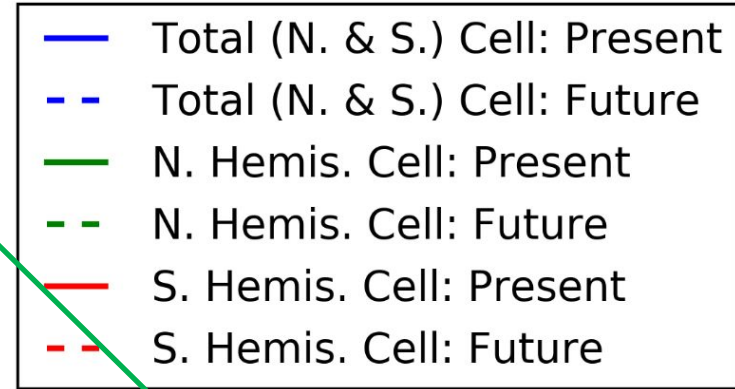 Total (N. & S.) Cell: Present
Total (N. & S.) Cell: Future
N. Hemis. Cell: Present
N. Hemis. Cell: Future
S. Hemis. Cell: Present
S. Hemis. Cell: Future